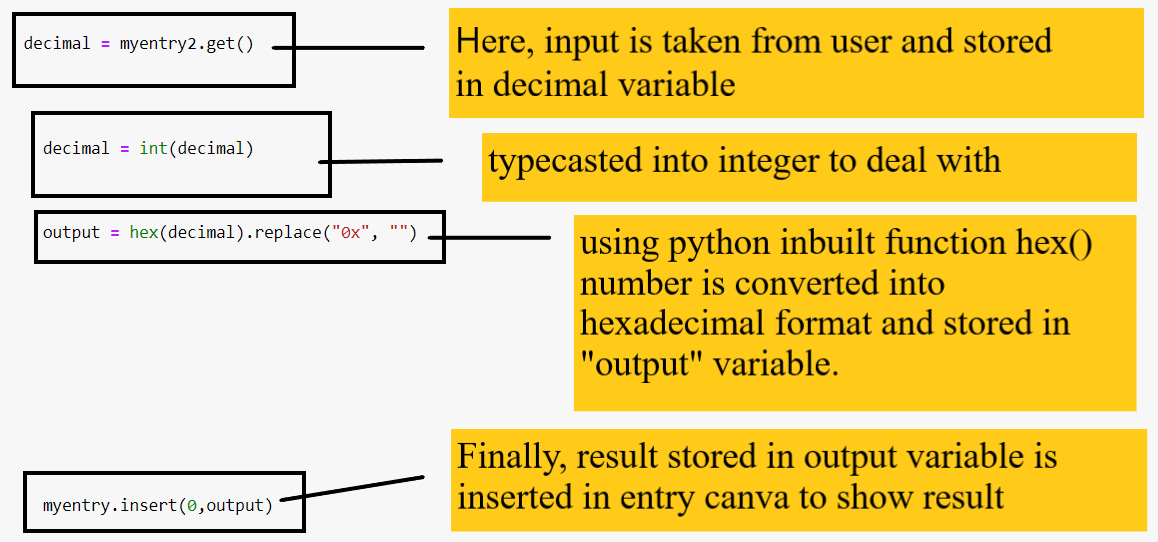 decimal = myentry2.get()
Here, input is taken from user and stored
in decimal variable
decimal = int(decimal)
typecasted into integer to deal with
output = hex(decimal).replace("0x", "")
using python inbuilt function hex()
number is converted into
hexadecimal format and stored in
"output" variable.
myentry.insert(0,output)
Finally, result stored in output variable is
inserted in entry canva to show result